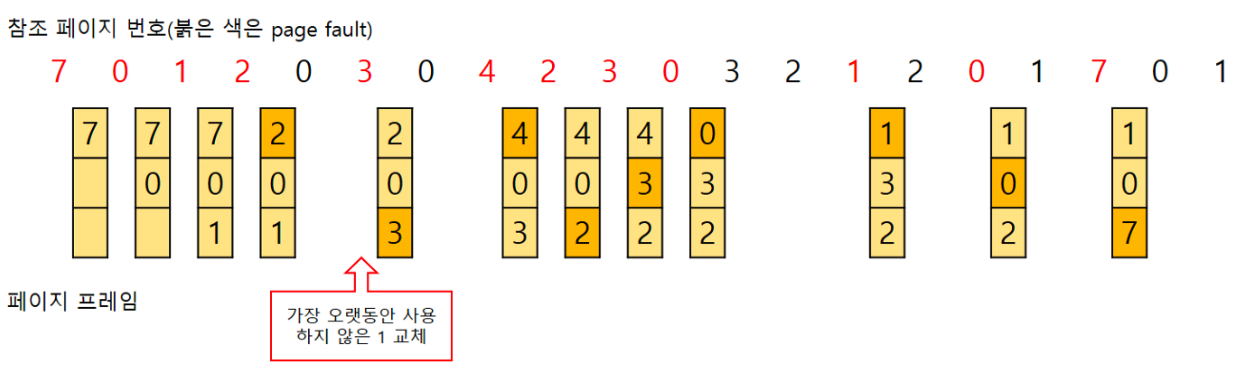 참조 페이지 번호(붉은 색은 page fault)
7 0 1 2 0 3 0 4 2 3 0 3 2 1 2 0 1 7 0 1
7 7 7 2 2 4 4 4 0 1 1 1
0 0 0 0 0 0 3 3 3 0 0
1 1 3 3 2 2 2 2 2 7
페이지 프레임
가장 오랫동안 사용
하지 않은 1 교체